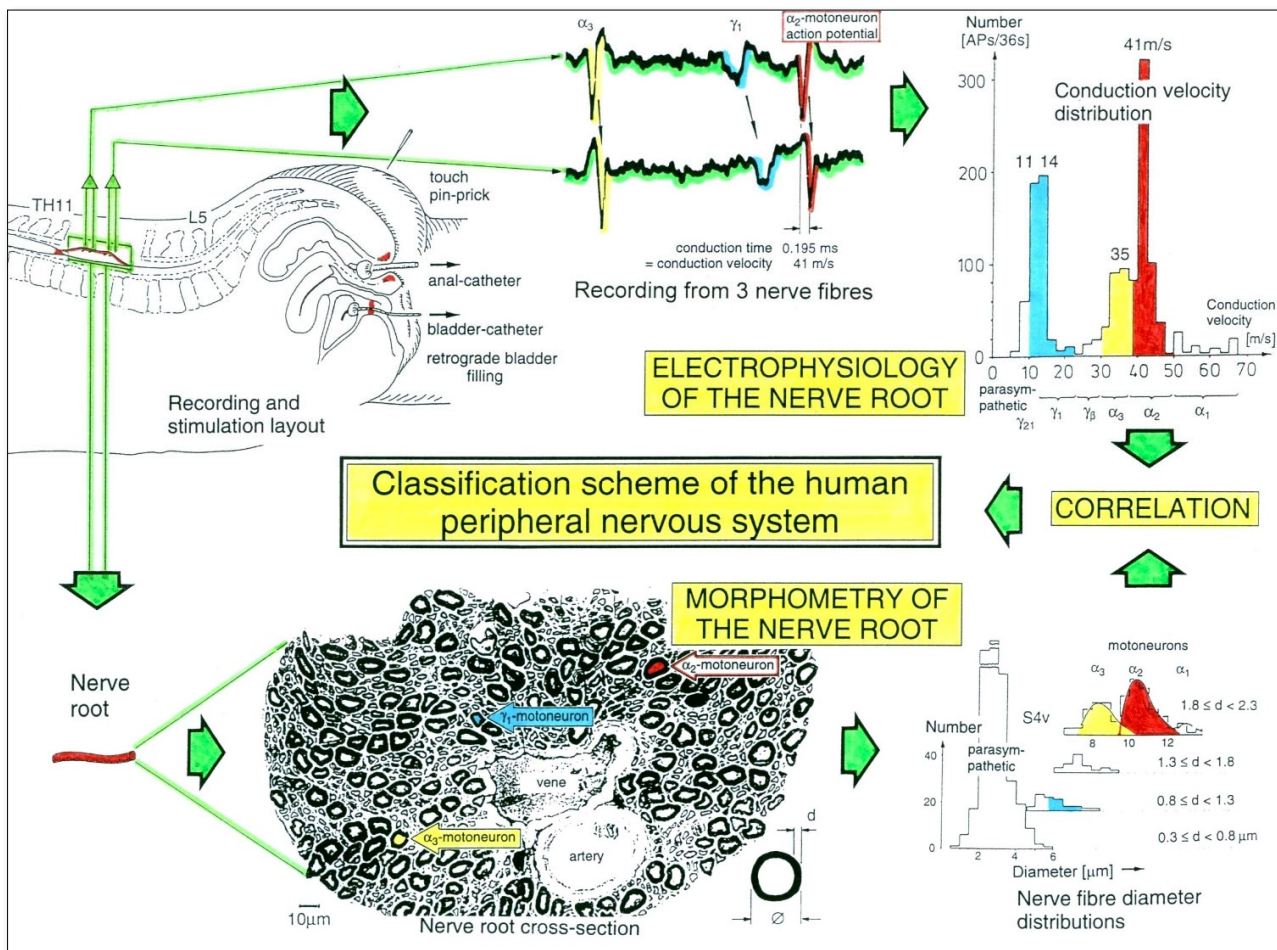 α₃
γ₁
α₂-motoneuron
action potential
Number
[APs/36s]
41m/s
300
Conduction velocity
distribution
11 14
200
35
100
Conduction
velocity
[m/s]
0
0 10 20 30 40 50 60 70
parasym-
pathetic
γ₂₁ γ₁ γᵦ α₃ α₂ α₁
touch
pin-prick
TH11
L5
anal-catheter
bladder-catheter
retrograde bladder
filling
Recording and
stimulation layout
conduction time 0.195 ms
= conduction velocity 41 m/s
Recording from 3 nerve fibres
ELECTROPHYSIOLOGY
OF THE NERVE ROOT
Classification scheme of the human
peripheral nervous system
CORRELATION
MORPHOMETRY OF
THE NERVE ROOT
Nerve
root
α₂-motoneuron
γ₁-motoneuron
vene
α₃-motoneuron
artery
d
Ø
10µm
Nerve root cross-section
motoneurons
α₃ α₂ α₁
S4v
1.8 ≤ d < 2.3
8 10 12
Number
parasym-
pathetic
40
1.3 ≤ d < 1.8
20
0.8 ≤ d < 1.3
0.3 ≤ d < 0.8 µm
0
2 4 6
Diameter [µm]
Nerve fibre diameter
distributions